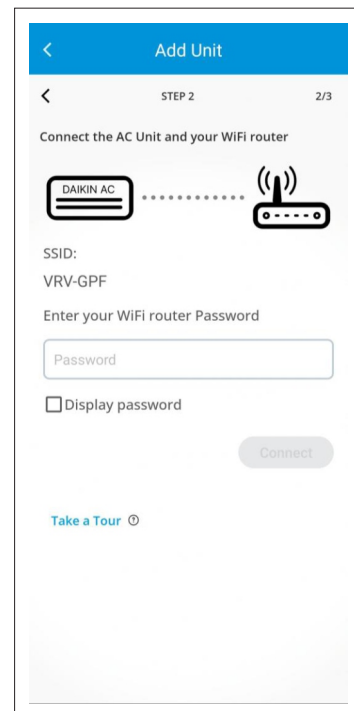 Add Unit
STEP 2 2/3
Connect the AC Unit and your WiFi router
DAIKIN AC
SSID:
VRV-GPF
Enter your WiFi router Password
Password
Display password
Connect
Take a Tour ?